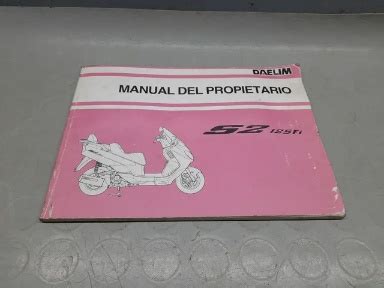 DAELIM
MANUAL DEL PROPIETARIO
S2 125Fi